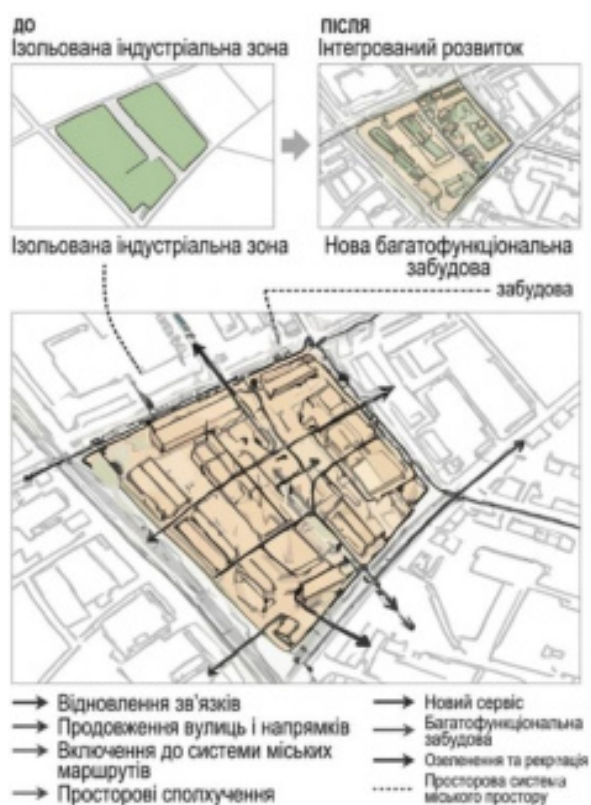 ДО
Ізольована індустріальна зона
ПІСЛЯ
Інтегрований розвиток
Ізольована індустріальна зона
Нова багатофункціональна
забудова
забудова
Відновлення зв'язків
Продовження вулиць і напрямків
Включення до системи міських
маршрутів
Просторові сполхучення
Новий сервіс
Багатофункціональна
забудова
Озеленення та рекреація
Просторова система
міського простору